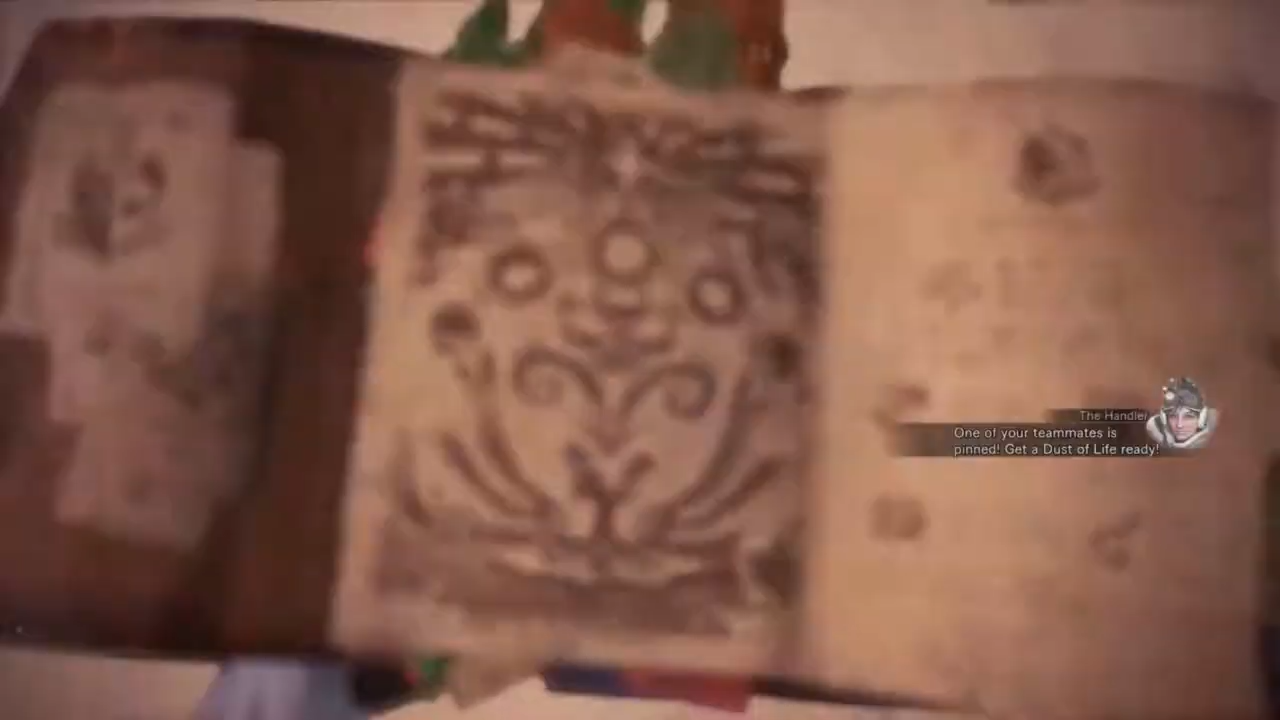 The Handler
One of your teammates is
pinned! Get a Dust of Life ready!